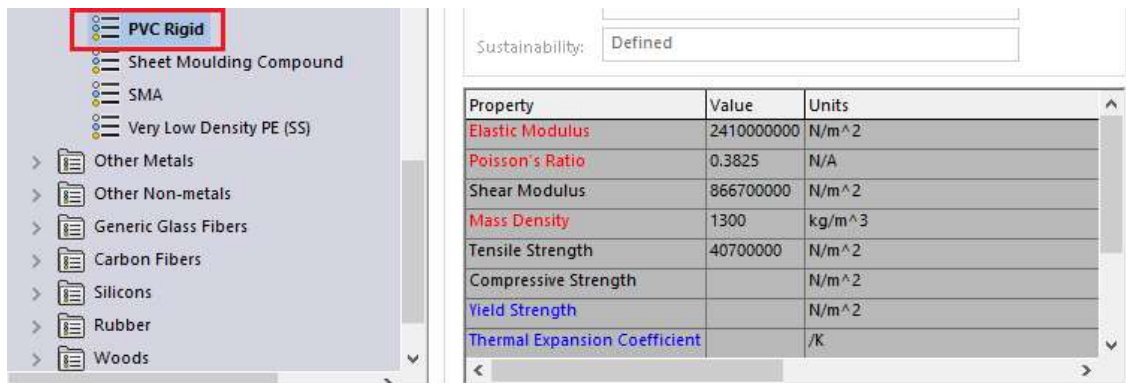 PVC Rigid
Sheet Moulding Compound
SMA
Very Low Density PE (SS)
Other Metals
Other Non-metals
Generic Glass Fibers
Carbon Fibers
Silicons
Rubber
Woods
Sustainability: Defined
Property Value Units
Elastic Modulus 2410000000 N/m^2
Poisson's Ratio 0.3825 N/A
Shear Modulus 866700000 N/m^2
Mass Density 1300 kg/m^3
Tensile Strength 40700000 N/m^2
Compressive Strength N/m^2
Yield Strength N/m^2
Thermal Expansion Coefficient /K